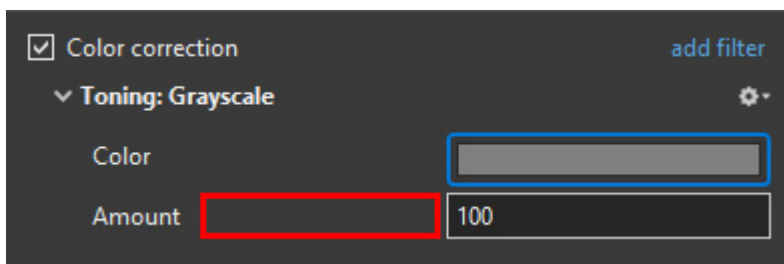 Color correction add filter
Toning: Grayscale
Color
Amount 100